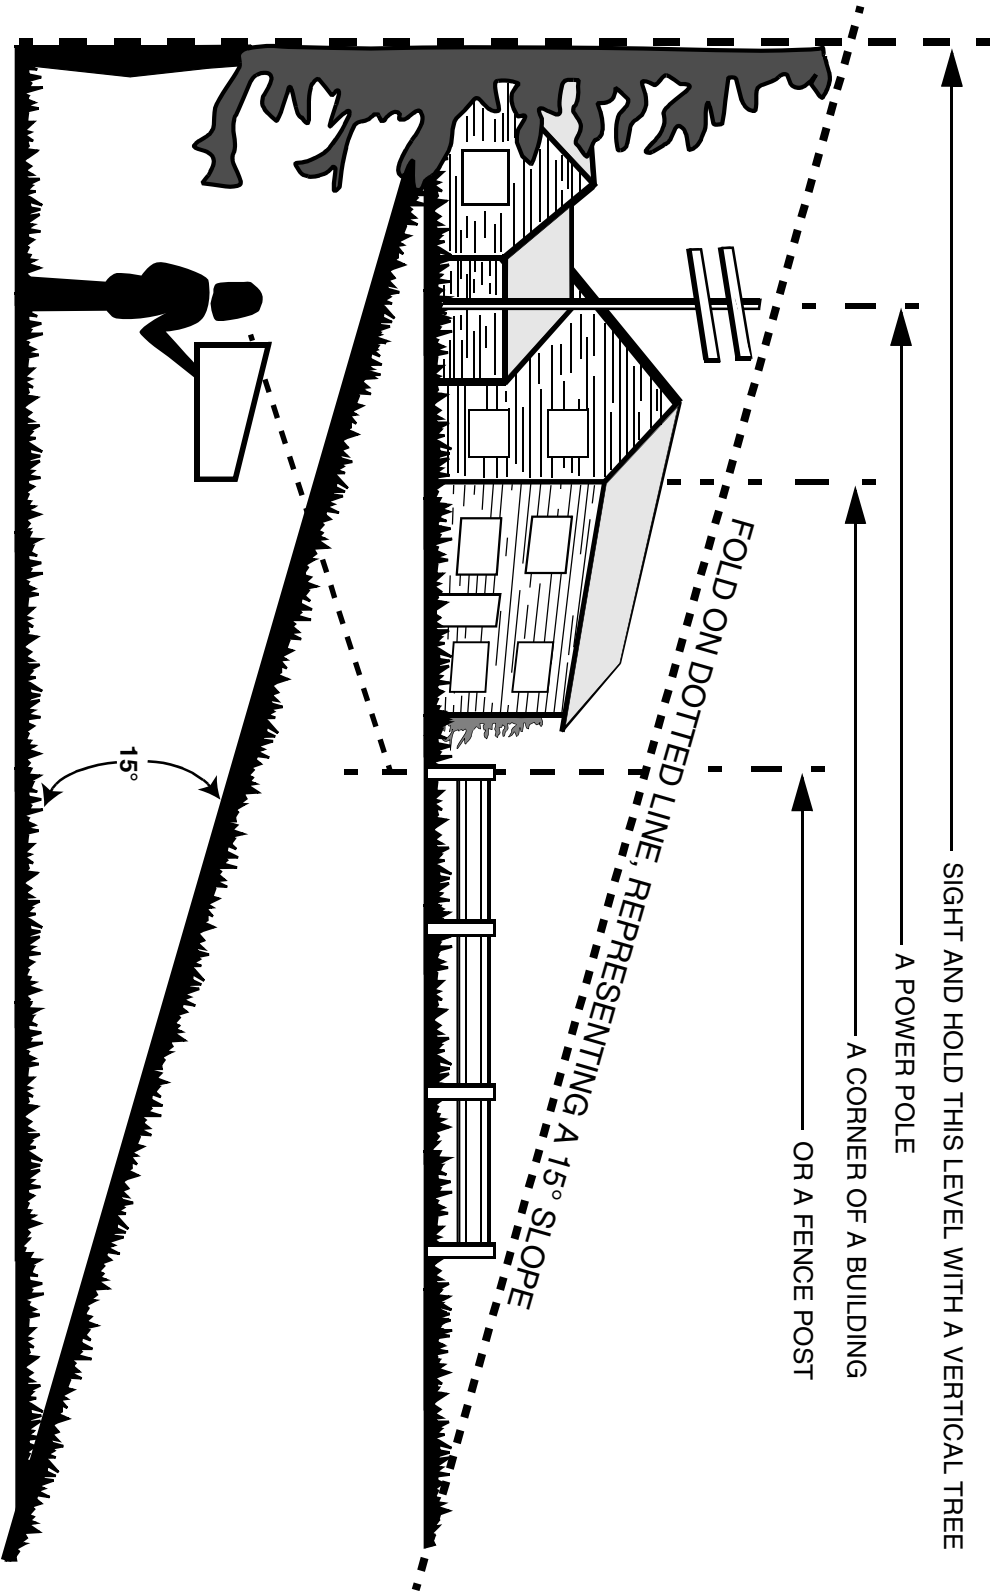 SIGHT AND HOLD THIS LEVEL WITH A VERTICAL TREE
A POWER POLE
A CORNER OF A BUILDING
OR A FENCE POST
FOLD ON DOTTED LINE, REPRESENTING A 15° SLOPE
15°